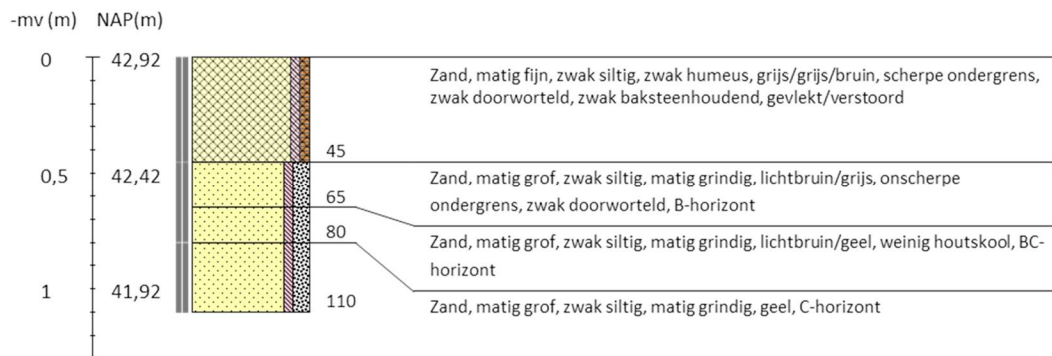 -mv (m) NAP(m)
0 42,92
Zand, matig fijn, zwak siltig, zwak humeus, grijs/grijs/bruin, scherpe ondergrens,
zwak doorworteld, zwak baksteenhoudend, gevlekt/verstoord
45
0,5 42,42
Zand, matig grof, zwak siltig, matig grindig, lichtbruin/grijs, onscherpe
65
ondergrens, zwak doorworteld, B-horizont
80
Zand, matig grof, zwak siltig, matig grindig, lichtbruin/geel, weinig houtskool, BC-
horizont
1 41,92
110
Zand, matig grof, zwak siltig, matig grindig, geel, C-horizont